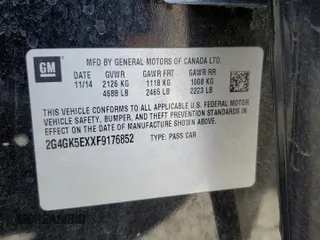 GM
MFD BY GENERAL MOTORS OF CANADA LTD.
DATE GVWR GAWR FRT GAWR RR
11/14 2126 KG 1118 KG 1008 KG
4688 LB 2465 LB 2223 LB
THIS VEHICLE CONFORMS TO ALL APPLICABLE U.S. FEDERAL MOTOR
VEHICLE SAFETY, BUMPER, AND THEFT PREVENTION STANDARDS IN
EFFECT ON THE DATE OF MANUFACTURE SHOWN ABOVE.
2G4GK5EXXF9176852 TYPE: PASS CAR